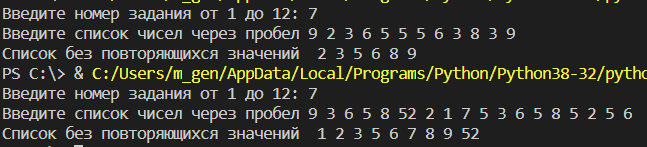 Введите номер задания от 1 до 12: 7
Введите список чисел через пробел 9 2 3 6 5 5 5 6 3 8 3 9
Список без повторяющихся значений  2 3 5 6 8 9
PS C:\> & C:/Users/m_gen/AppData/Local/Programs/Python/Python38-32/pytho
Введите номер задания от 1 до 12: 7
Введите список чисел через пробел 9 3 6 5 8 52 2 1 7 5 3 6 5 8 5 2 5 6
Список без повторяющихся значений  1 2 3 5 6 7 8 9 52